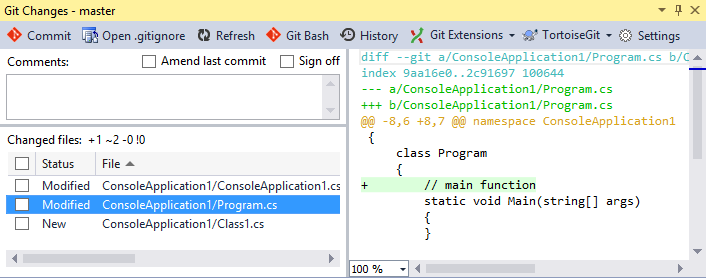 Git Changes - master
Commit Open .gitignore Refresh Git Bash History Git Extensions TortoiseGit Settings
Comments: Amend last commit Sign off
Changed files: +1 ~2 -0 !0
Status File
Modified ConsoleApplication1/ConsoleApplication1.cs
Modified ConsoleApplication1/Program.cs
New ConsoleApplication1/Class1.cs
diff --git a/ConsoleApplication1/Program.cs b/C
index 9aa16e0..2c91697 100644
--- a/ConsoleApplication1/Program.cs
+++ b/ConsoleApplication1/Program.cs
@@ -8,6 +8,7 @@ namespace ConsoleApplication1
{
class Program
{
+ // main function
static void Main(string[] args)
{
}
100 %